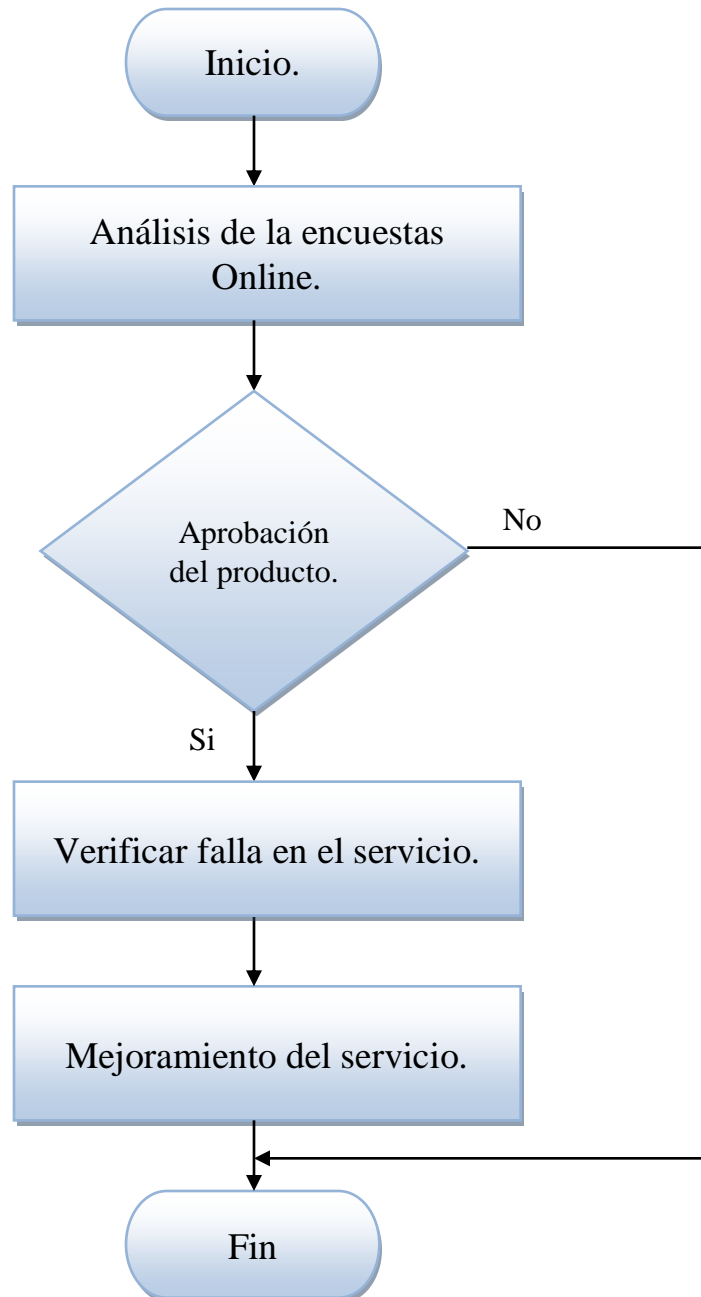 Inicio.
Análisis de la encuestas
Online.
No
Aprobación
del producto.
Si
Verificar falla en el servicio.
Mejoramiento del servicio.
Fin